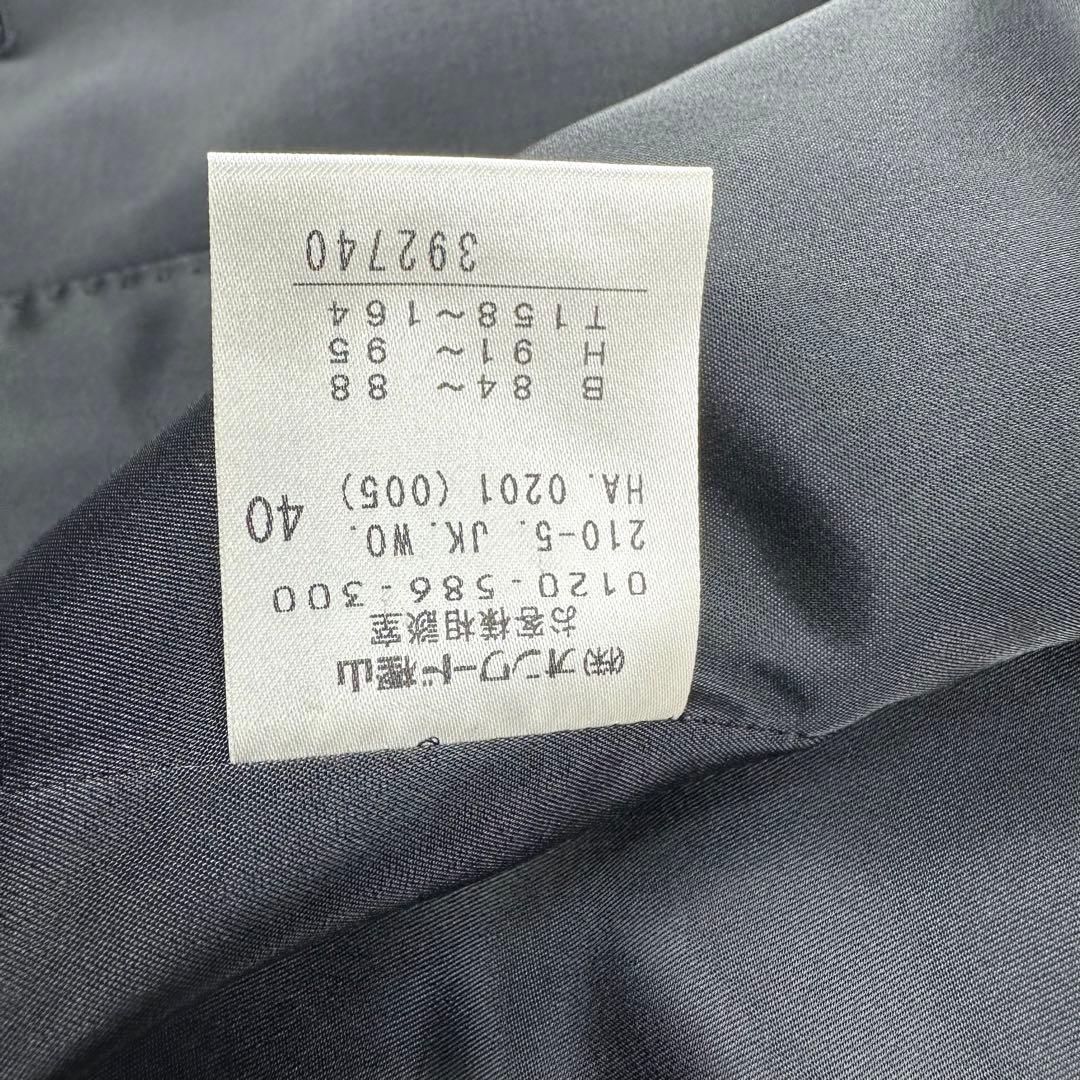 ㈱オンワード樫山
お客様相談室
0120-586-300
210-5. JK. WO.
HA. 0201 (005)
40
B 84~ 88
H 91~ 95
T158~164
392740